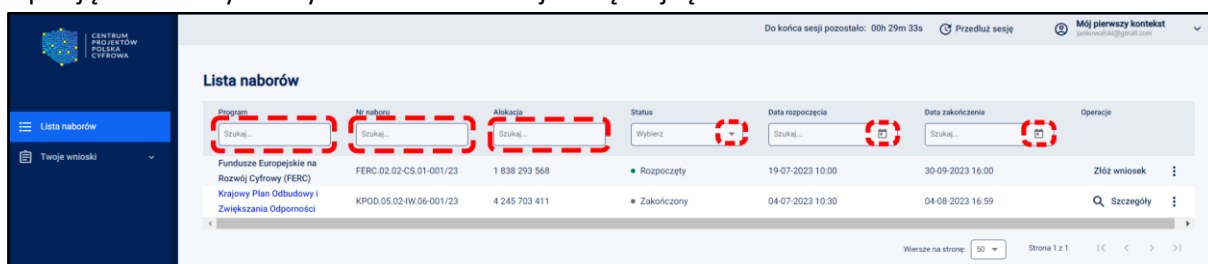 CENTRUM
PROJEKTÓW
POLSKA
CYFROWA
Do końca sesji pozostało: 00h 29m 33s Przedłuż sesję Mój pierwszy kontekst
jankowalski@gmail.com
Lista naborów
Lista naborów
Twoje wnioski
Program Nr naboru Alokacja Status Data rozpoczęcia Data zakończenia Operacje
Szukaj... Szukaj... Szukaj... Wybierz Szukaj... Szukaj...
Fundusze Europejskie na
Rozwój Cyfrowy (FERC) FERC.02.02-CS.01-001/23 1 838 293 568 Rozpoczęty 19-07-2023 10:00 30-09-2023 16:00 Złóż wniosek
Krajowy Plan Odbudowy i
Zwiększania Odporności KPOD.05.02-IW.06-001/23 4 245 703 411 Zakończony 04-07-2023 10:30 04-08-2023 16:59 Szczegóły
Wiersze na stronę: 50 Strona 1 z 1